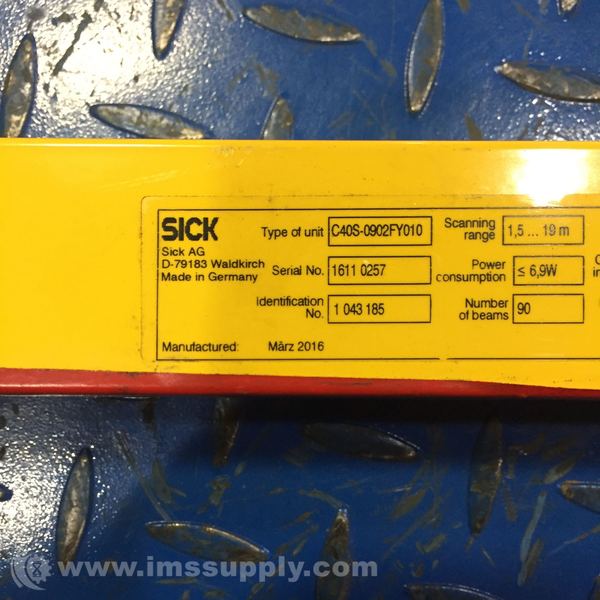 SICK
Sick AG
D-79183 Waldkirch
Made in Germany
Manufactured: März 2016
Type of unit C40S-0902FY010
Serial No. 1611 0257
Identification
No. 1 043 185
Scanning
range 1,5 ... 19 m
Power
consumption ≤ 6,9W
Number
of beams 90
www.imssupply.com